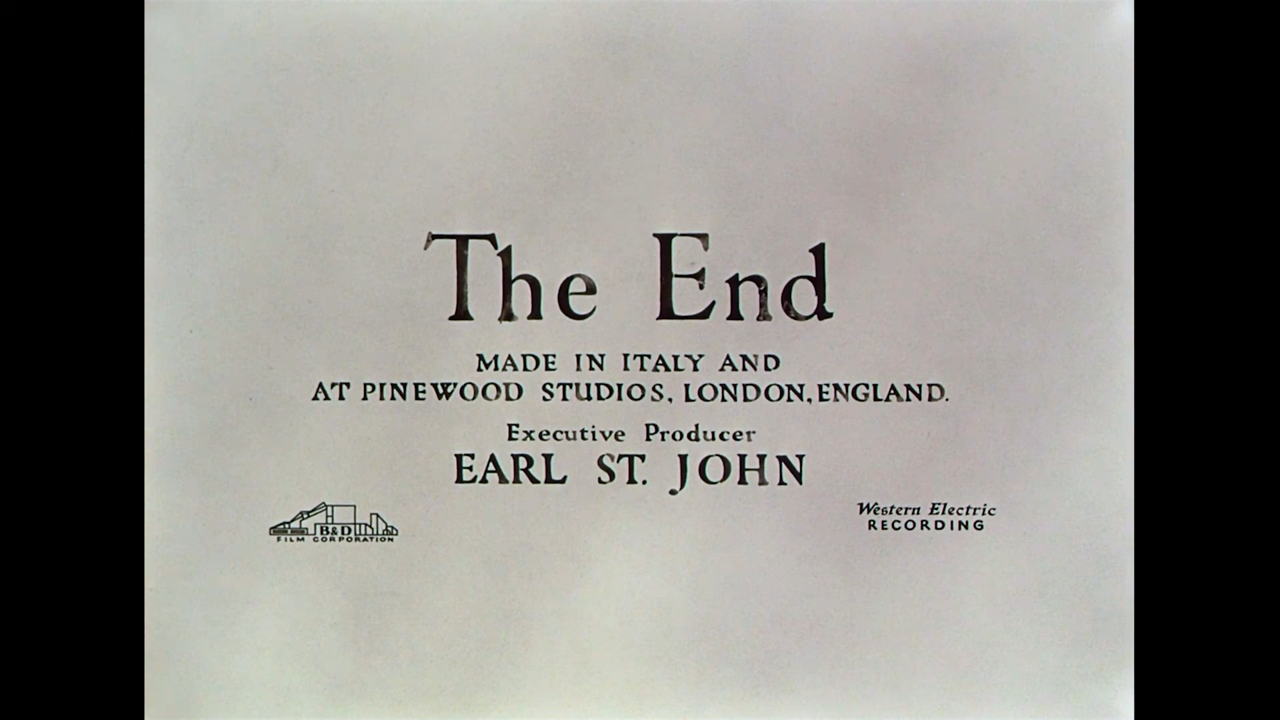 The End
MADE IN ITALY AND
AT PINEWOOD STUDIOS, LONDON, ENGLAND.
Executive Producer
EARL ST. JOHN
B&D
FILM CORPORATION
Western Electric
RECORDING